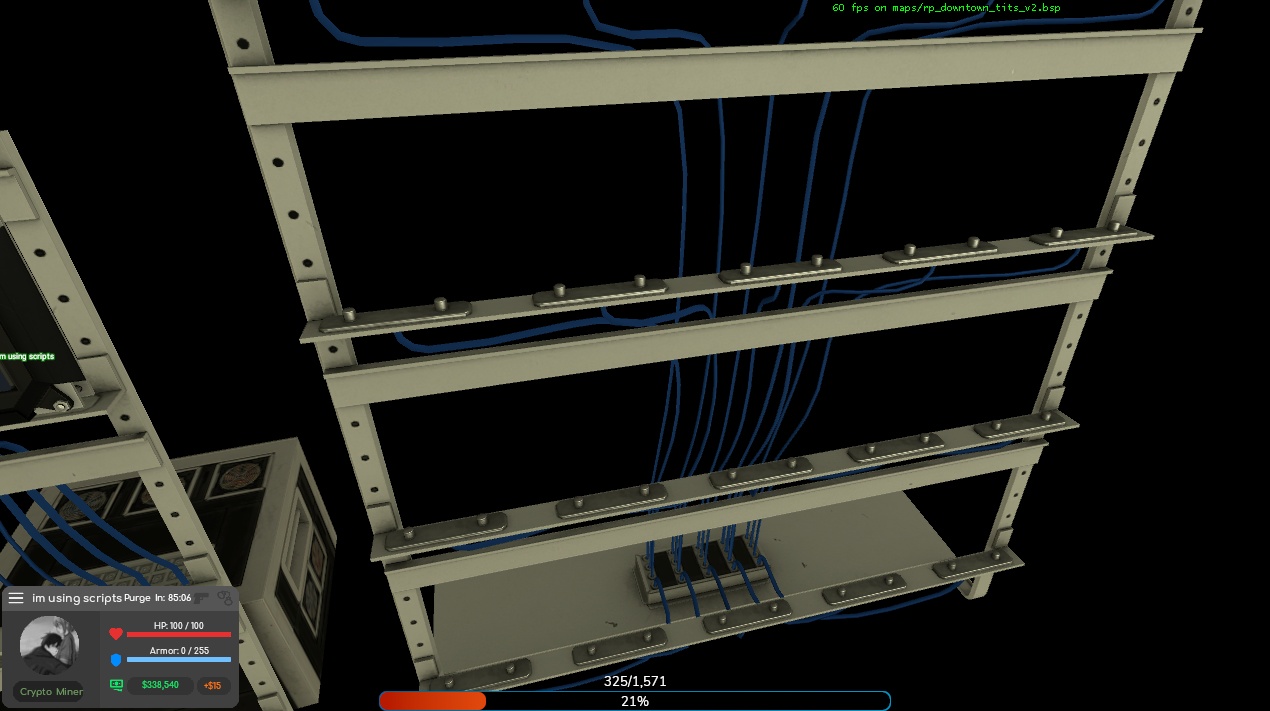 60 fps on maps/rp_downtown_tits_v2.bsp
m using scripts
im using scripts Purge In: 85:06
HP: 100 / 100
Armor: 0 / 255
$338,540 +$15
Crypto Miner
325/1,571
21%